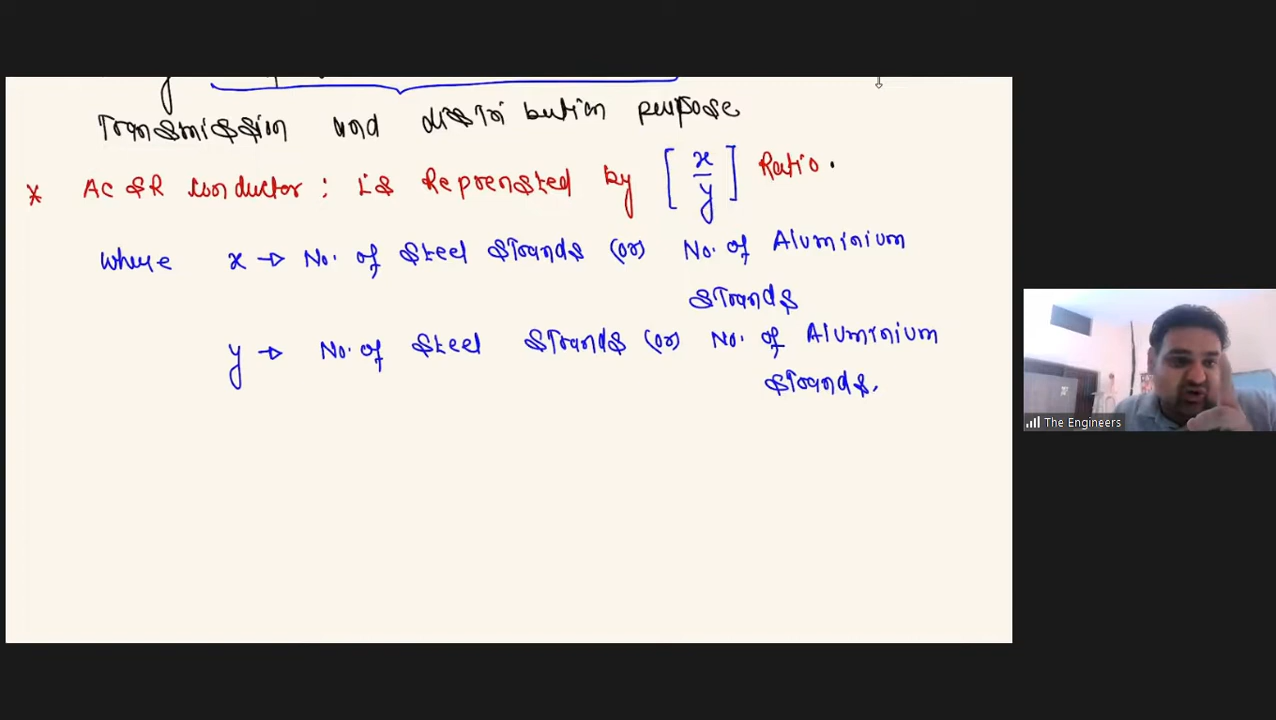 Transmission and distribution purpose
* ACSR conductor : is Reprensted by [x/y] Ratio.
where x → No. of Steel Strands (or) No. of Aluminium
Strands
y → No. of Steel Strands (or) No. of Aluminium
Strands.
The Engineers